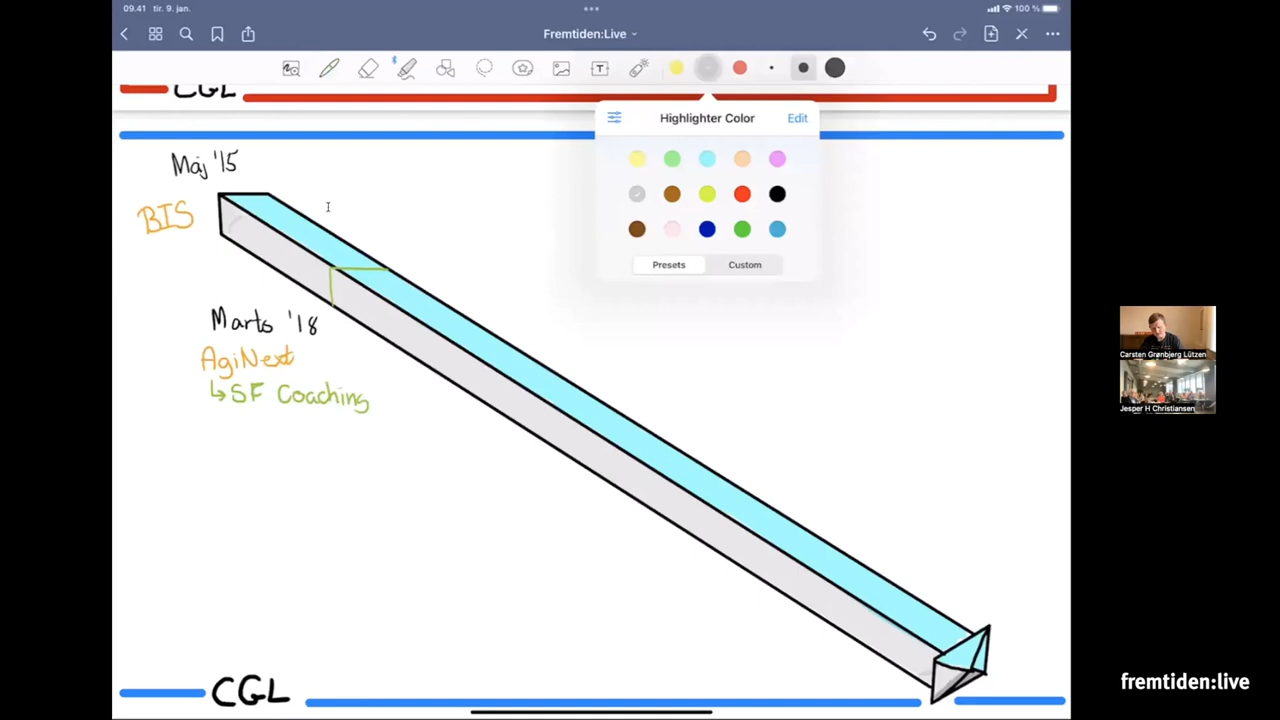 09.41 tir. 9. jan.
100 %
Fremtiden:Live
CGL
Highlighter Color
Edit
Presets
Custom
Maj '15
BIS
Marts '18
AgiNext
↳SF Coaching
CGL
Carsten Grønbjerg Lützen
Jesper H Christiansen
fremtiden:live